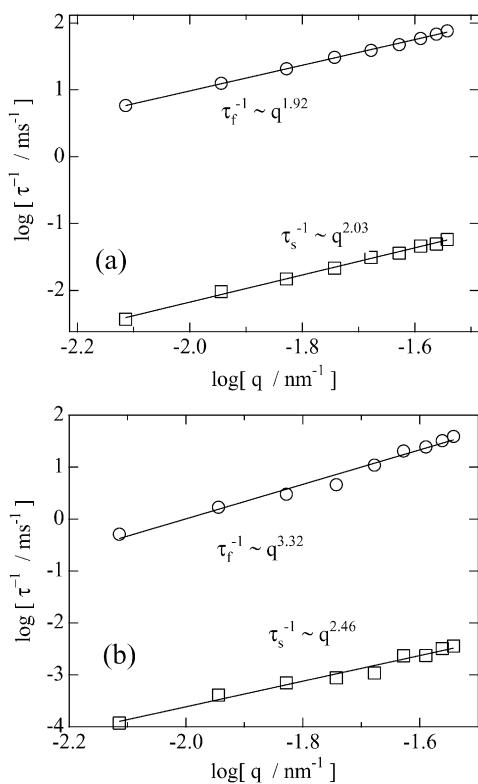 2
1
0
-1
-2
log [ τ⁻¹ / ms⁻¹ ]
τf⁻¹ ~ q^1.92
τs⁻¹ ~ q^2.03
(a)
-2.2 -2.0 -1.8 -1.6
log[ q / nm⁻¹ ]
2
1
0
-1
-2
-3
-4
log [ τ⁻¹ / ms⁻¹ ]
τf⁻¹ ~ q^3.32
τs⁻¹ ~ q^2.46
(b)
-2.2 -2.0 -1.8 -1.6
log[ q / nm⁻¹ ]